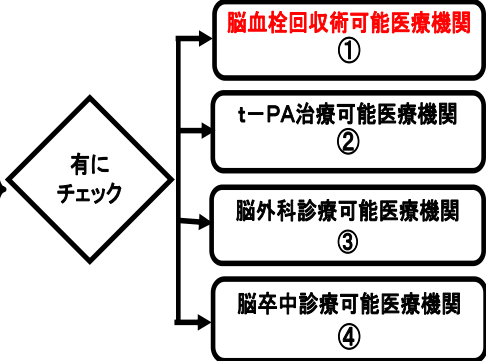 脳血栓回収術可能医療機関
①
t－PA治療可能医療機関
②
有に
チェック
脳外科診療可能医療機関
③
脳卒中診療可能医療機関
④